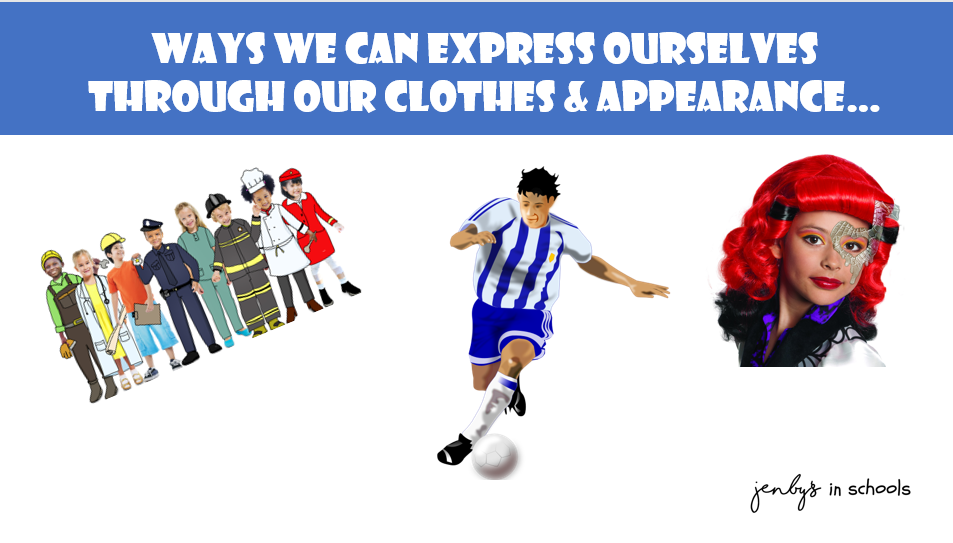 WAYS WE CAN EXPRESS OURSELVES
THROUGH OUR CLOTHES & APPEARANCE...
jenbys in schools